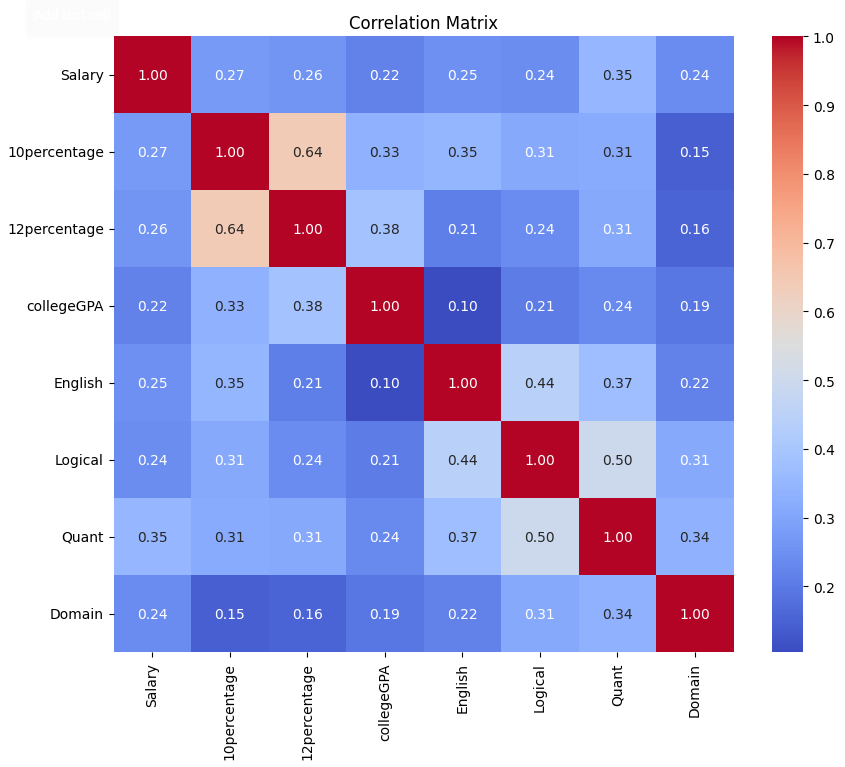 Correlation Matrix
Salary 1.00 0.27 0.26 0.22 0.25 0.24 0.35 0.24
10percentage 0.27 1.00 0.64 0.33 0.35 0.31 0.31 0.15
12percentage 0.26 0.64 1.00 0.38 0.21 0.24 0.31 0.16
collegeGPA 0.22 0.33 0.38 1.00 0.10 0.21 0.24 0.19
English 0.25 0.35 0.21 0.10 1.00 0.44 0.37 0.22
Logical 0.24 0.31 0.24 0.21 0.44 1.00 0.50 0.31
Quant 0.35 0.31 0.31 0.24 0.37 0.50 1.00 0.34
Domain 0.24 0.15 0.16 0.19 0.22 0.31 0.34 1.00
Salary 10percentage 12percentage collegeGPA English Logical Quant Domain
1.0
0.9
0.8
0.7
0.6
0.5
0.4
0.3
0.2